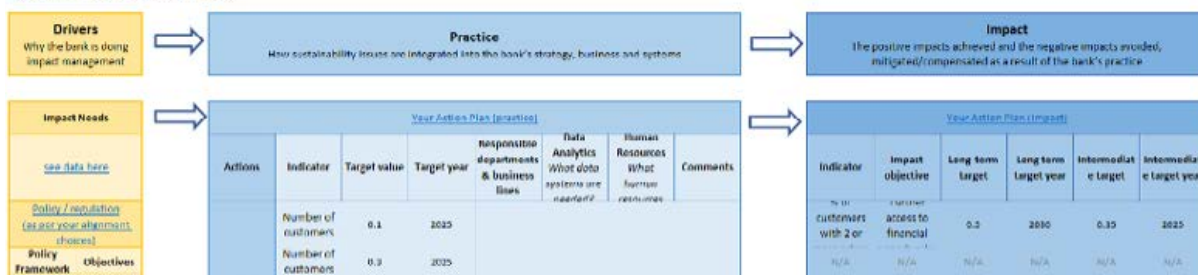 Drivers
Why the bank is doing
impact management
Practice
How sustainability issues are integrated into the bank's strategy, business and systems
Impact
The positive impacts achieved and the negative impacts avoided,
mitigated/compensated as a result of the bank's practice
Impact Needs
see data here
Policy / regulation
(as per your alignment
choices)
Policy
Framework
Objectives
Your Action Plan (practice)
Actions
Indicator
Target value
Target year
Responsible
departments
& business
lines
Data
Analytics
What data
systems are
needed?
Human
Resources
What
human
resources
Comments
Number of
customers
0.1
2025
Number of
customers
0.3
2025
Your Action Plan (impact)
Indicator
Impact
objective
Long term
target
Long term
target year
Intermediat
e target
Intermediat
e target year
% of
customers
with 2 or
access to
financial
0.5
2030
0.35
2025
N/A
N/A
N/A
N/A
N/A
N/A